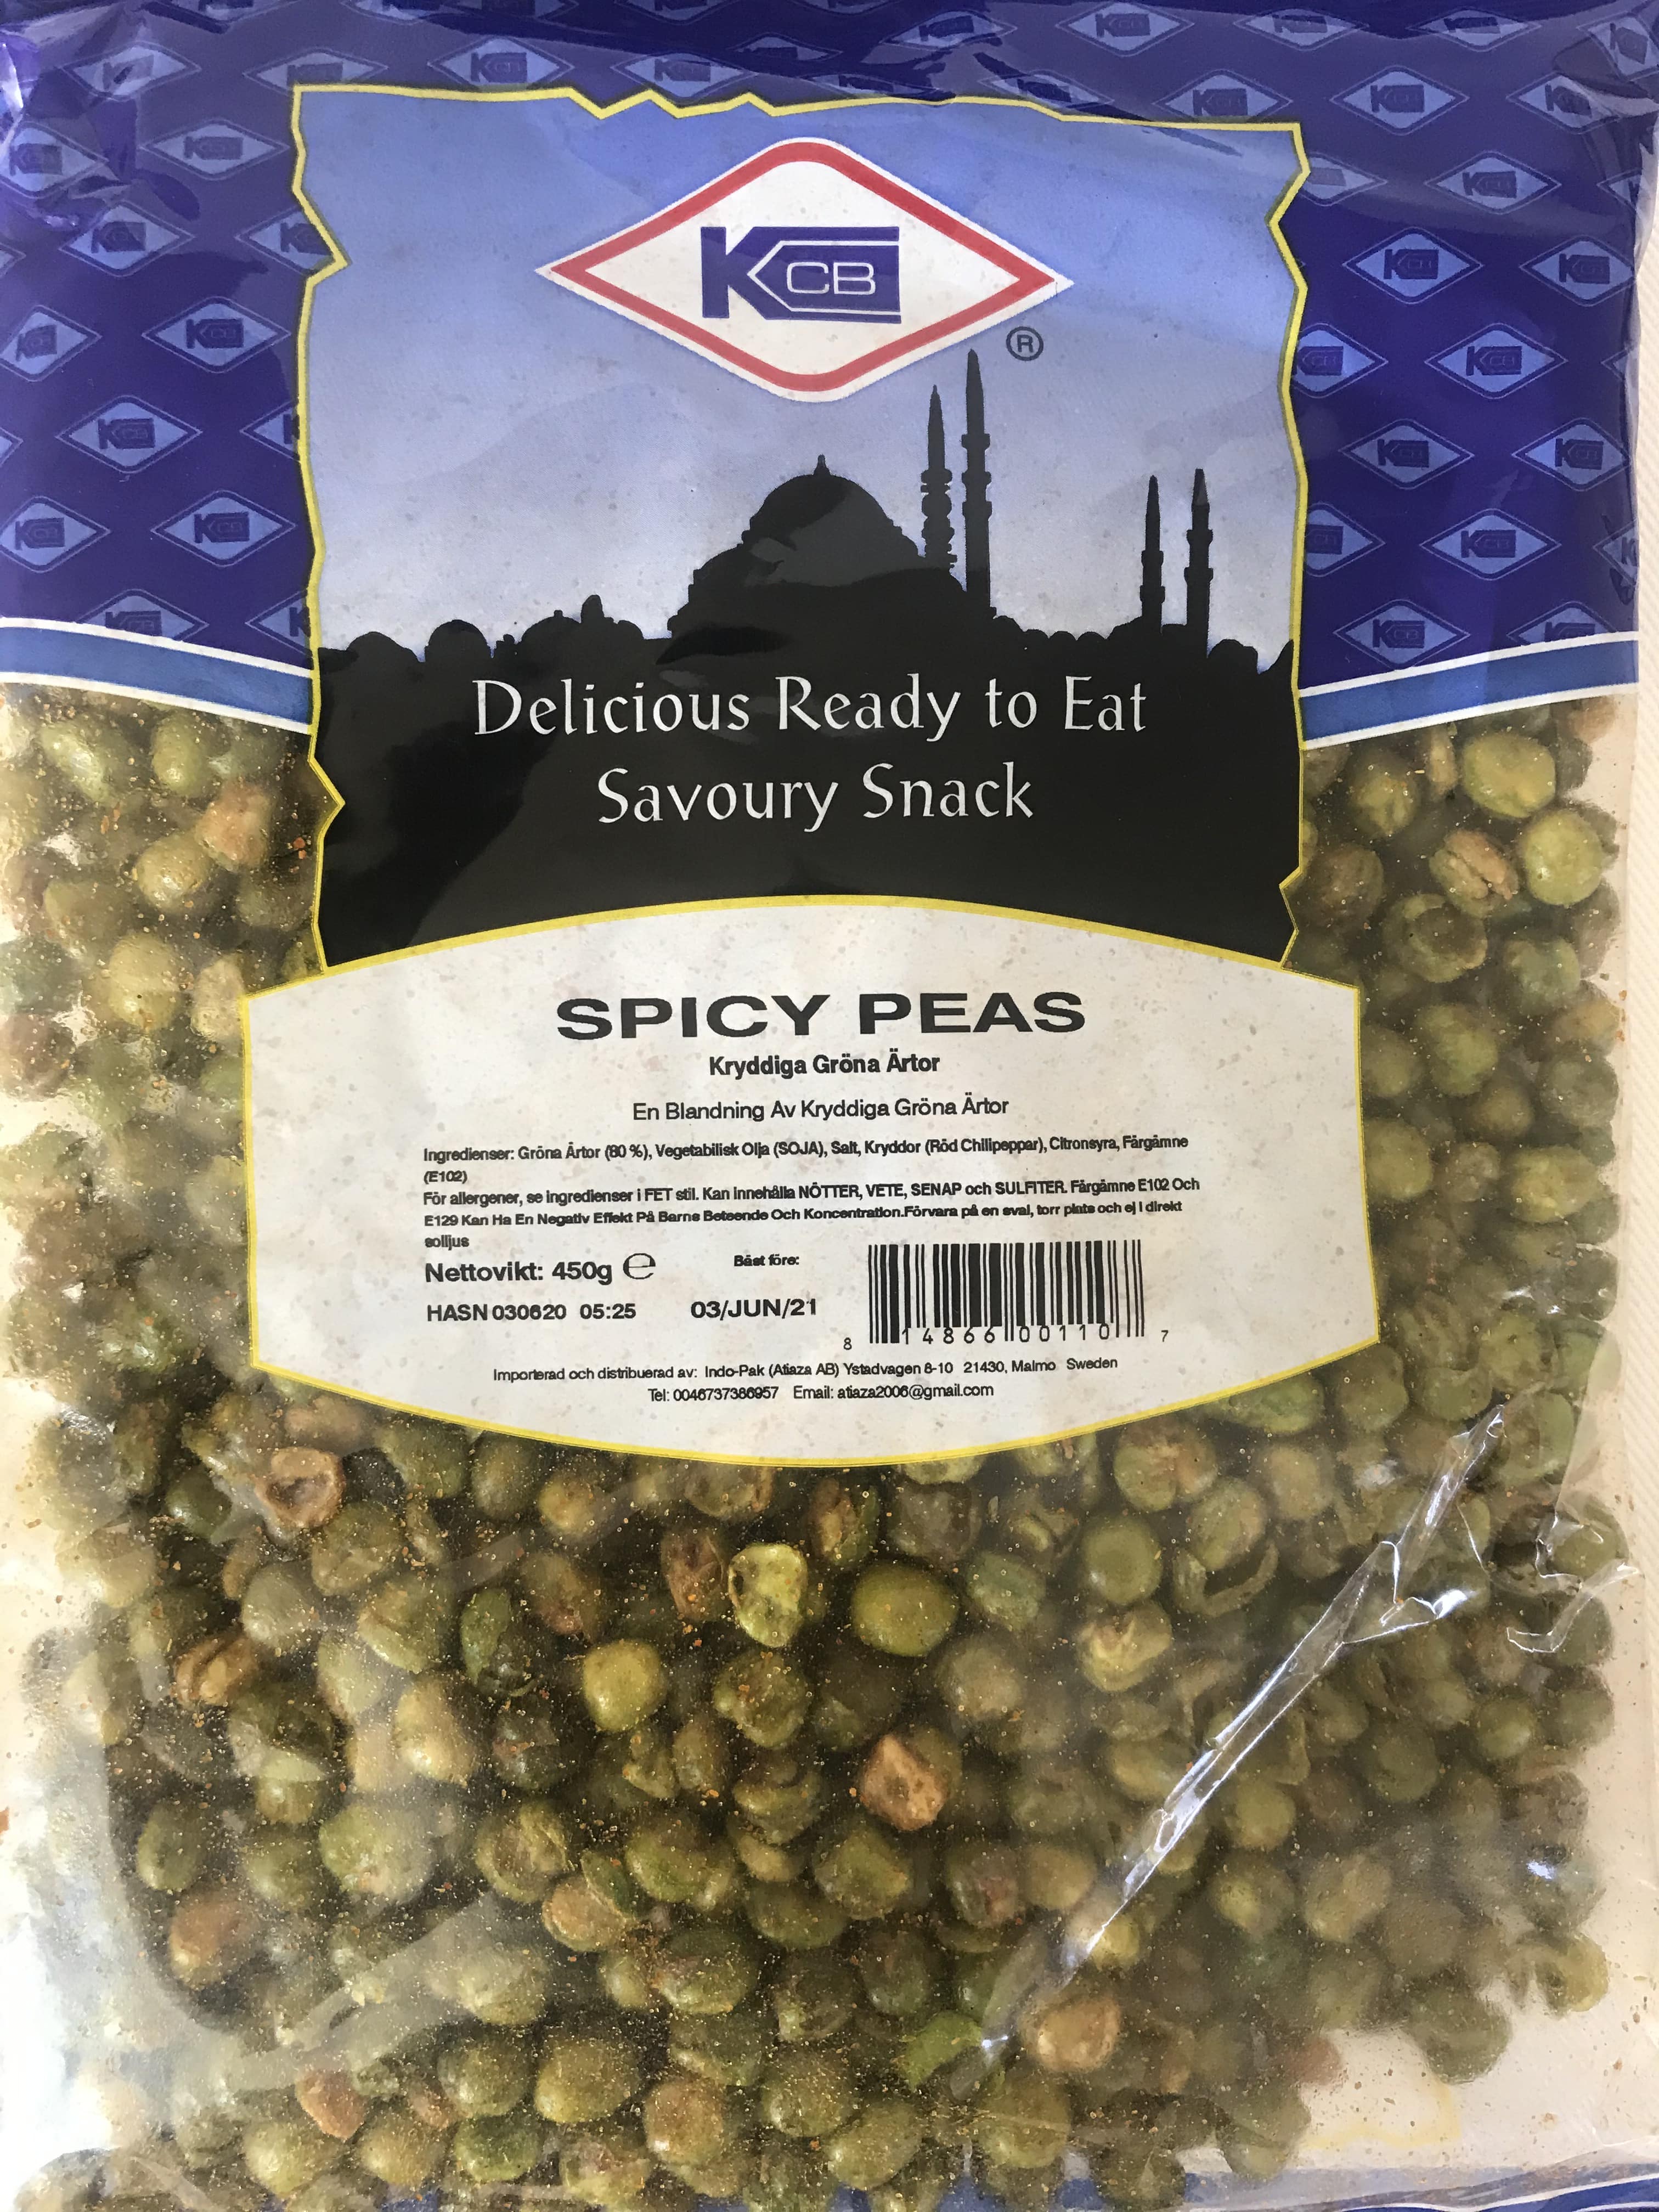 KCB
®
Delicious Ready to Eat
Savoury Snack
SPICY PEAS
Kryddiga Gröna Ärtor
En Blandning Av Kryddiga Gröna Ärtor
Ingredienser: Gröna Ärtor (80 %), Vegetabilisk Olja (SOJA), Salt, Kryddor (Röd Chilipeppar), Citronsyra, Färgämne
(E102)
För allergener, se ingredienser i FET stil. Kan innehålla NÖTTER, VETE, SENAP och SULFITER. Färgämne E102 Och
E129 Kan Ha En Negativ Effekt På Barns Beteende Och Koncentration.Förvara på en sval, torr plats och ej i direkt
solljus
Nettovikt: 450g ℮ Bäst före:
HASN 030620 05:25 03/JUN/21
8 14866 00110 7
Importerad och distribuerad av: Indo-Pak (Atiaza AB) Ystadvagen 8-10 21430, Malmo Sweden
Tel: 0046737386957 Email: atiaza2006@gmail.com